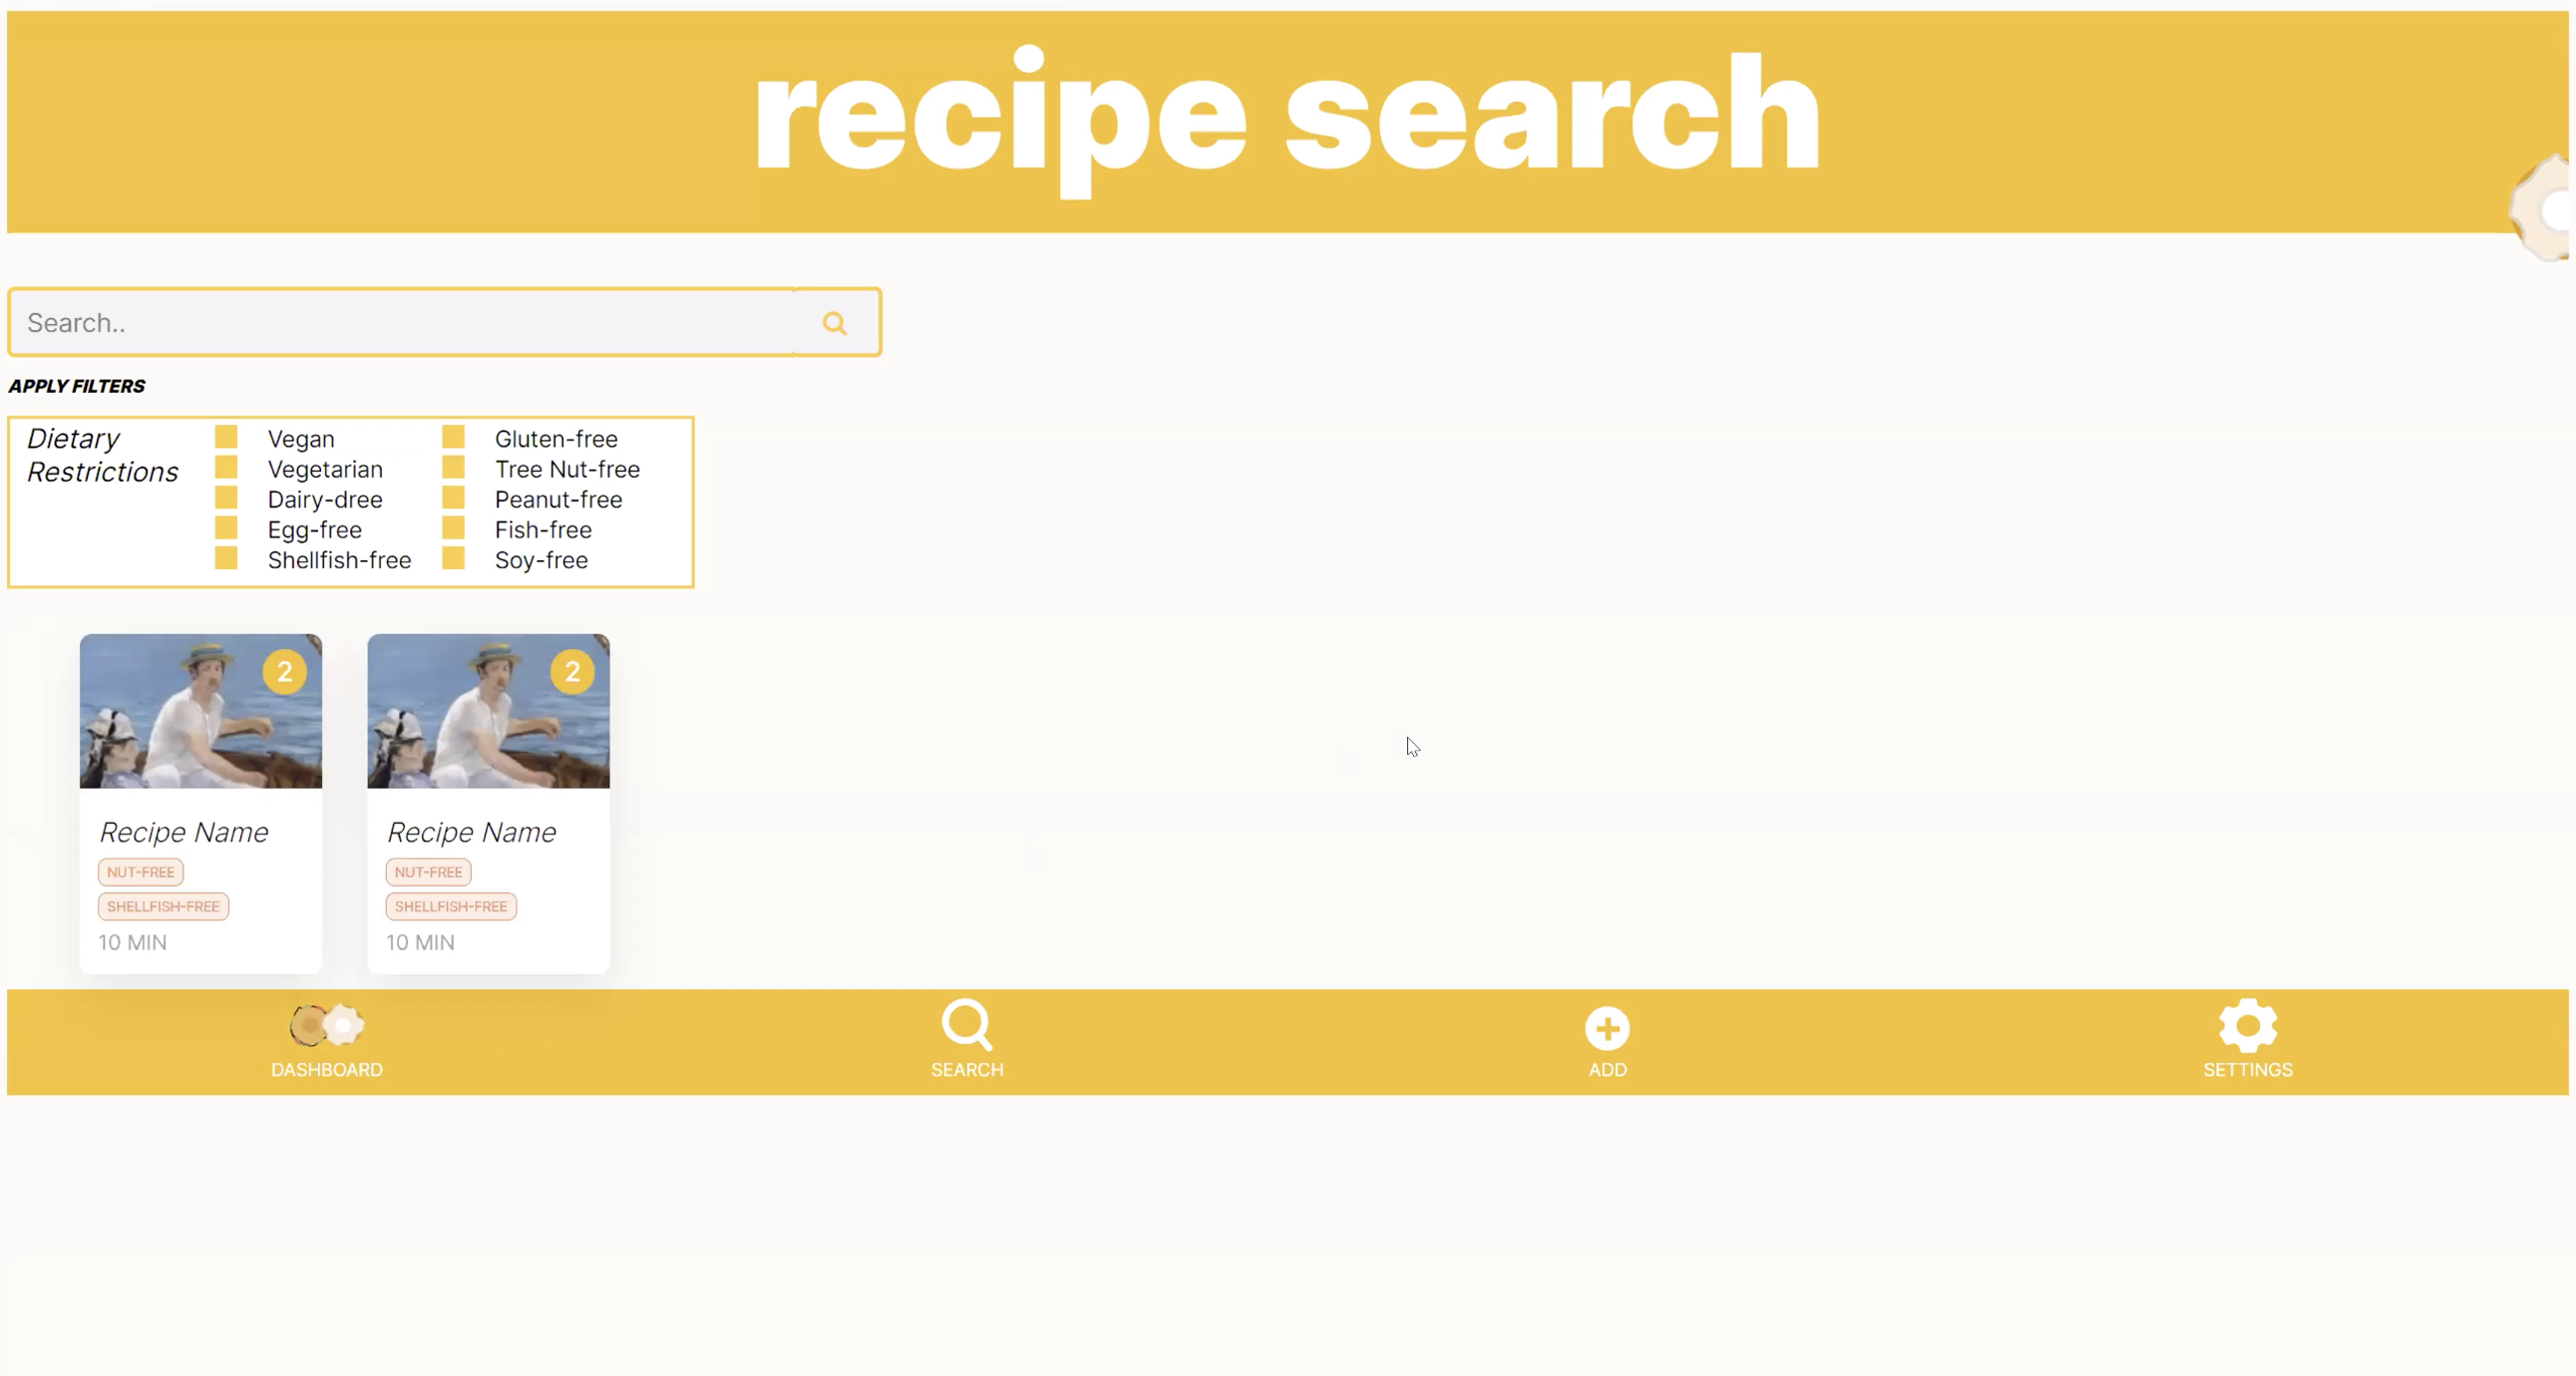 recipe search
Search..
APPLY FILTERS
Dietary
Restrictions
Vegan
Vegetarian
Dairy-dree
Egg-free
Shellfish-free
Gluten-free
Tree Nut-free
Peanut-free
Fish-free
Soy-free
2
Recipe Name
NUT-FREE
SHELLFISH-FREE
10 MIN
2
Recipe Name
NUT-FREE
SHELLFISH-FREE
10 MIN
DASHBOARD
SEARCH
ADD
SETTINGS